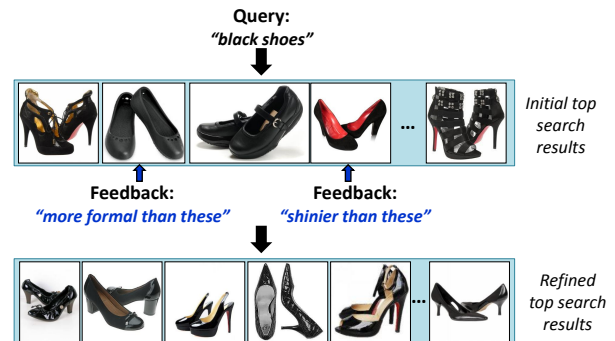 Query:
“black shoes”
...
Initial top
search
results
Feedback:
“more formal than these”
Feedback:
“shinier than these”
...
Refined
top search
results